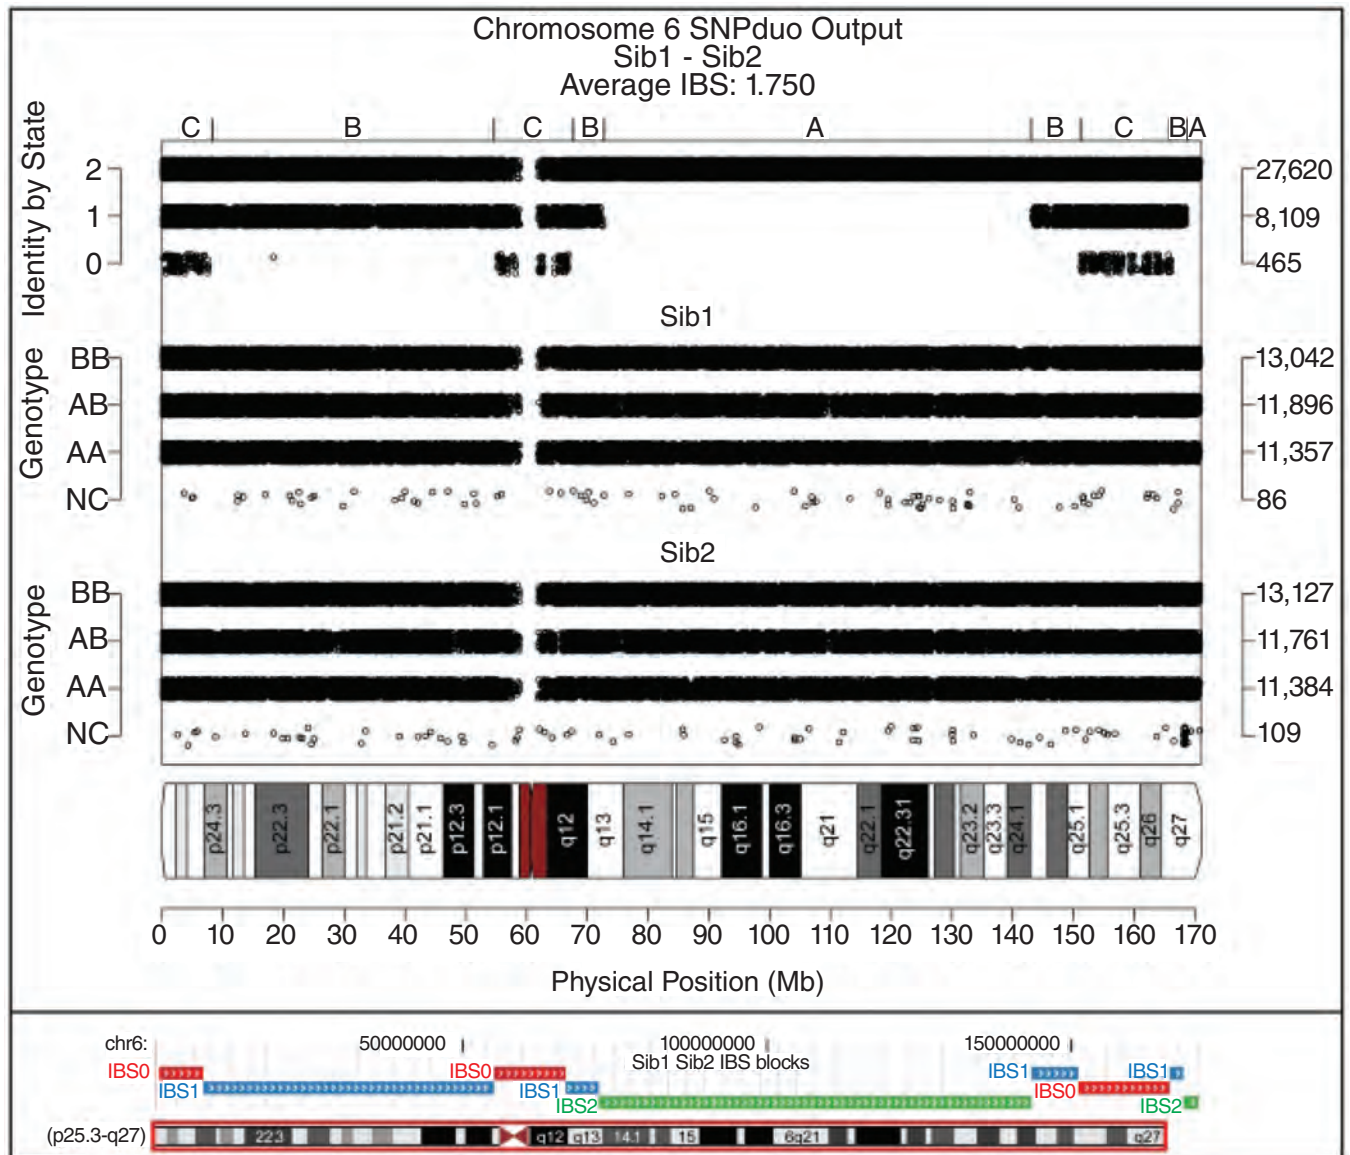 Chromosome 6 SNPduo Output
Sib1 - Sib2
Average IBS: 1.750
C B C B A B C B A
Identity by State
2 27,620
1 8,109
0 465
Sib1
Genotype
BB 13,042
AB 11,896
AA 11,357
NC 86
Sib2
Genotype
BB 13,127
AB 11,761
AA 11,384
NC 109
p24.3 p22.3 p22.1 p21.2 p21.1 p12.3 p12.1 q12 q13 q14.1 q15 q16.1 q16.3 q21 q22.1 q22.31 q23.2 q23.3 q24.1 q25.1 q25.3 q26 q27
0 10 20 30 40 50 60 70 80 90 100 110 120 130 140 150 160 170
Physical Position (Mb)
chr6: 50000000 100000000 150000000
Sib1 Sib2 IBS blocks
IBS0 IBS0 IBS1 IBS1
IBS1 IBS1 IBS0
IBS2 IBS2
(p25.3-q27) 22.3 q12 q13 14.1 15 6q21 q27